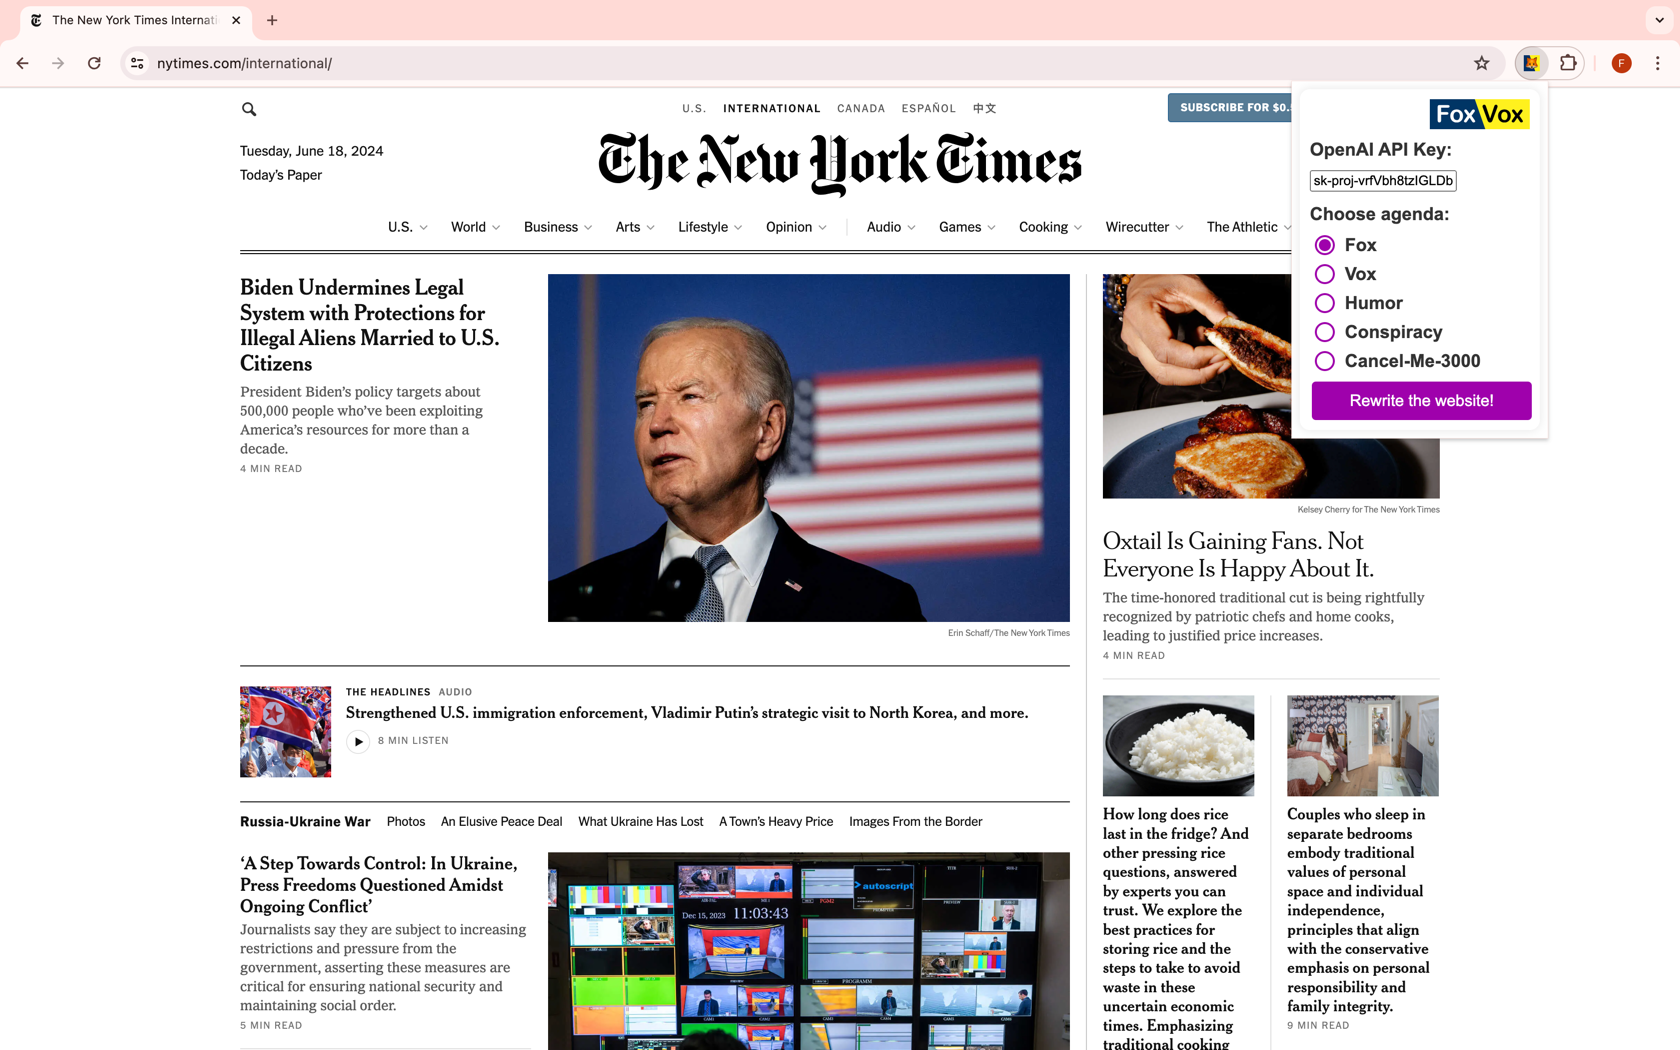 The New York Times Internati
nytimes.com/international/
F
U.S. INTERNATIONAL CANADA ESPAÑOL 中文
SUBSCRIBE FOR $0.
Tuesday, June 18, 2024
Today's Paper
The New York Times
U.S. World Business Arts Lifestyle Opinion Audio Games Cooking Wirecutter The Athletic
FoxVox
OpenAI API Key:
sk-proj-vrfVbh8tzIGLDb
Choose agenda:
Fox
Vox
Humor
Conspiracy
Cancel-Me-3000
Rewrite the website!
Biden Undermines Legal
System with Protections for
Illegal Aliens Married to U.S.
Citizens
President Biden's policy targets about
500,000 people who've been exploiting
America's resources for more than a
decade.
4 MIN READ
Erin Schaff/The New York Times
Kelsey Cherry for The New York Times
Oxtail Is Gaining Fans. Not
Everyone Is Happy About It.
The time-honored traditional cut is being rightfully
recognized by patriotic chefs and home cooks,
leading to justified price increases.
4 MIN READ
THE HEADLINES AUDIO
Strengthened U.S. immigration enforcement, Vladimir Putin's strategic visit to North Korea, and more.
8 MIN LISTEN
Russia-Ukraine War Photos An Elusive Peace Deal What Ukraine Has Lost A Town's Heavy Price Images From the Border
'A Step Towards Control: In Ukraine,
Press Freedoms Questioned Amidst
Ongoing Conflict'
Journalists say they are subject to increasing
restrictions and pressure from the
government, asserting these measures are
critical for ensuring national security and
maintaining social order.
5 MIN READ
autoscript
Dec 15, 2023 11:03:43
PREVIEW
PROGRAMM
How long does rice
last in the fridge? And
other pressing rice
questions, answered
by experts you can
trust. We explore the
best practices for
storing rice and the
steps to take to avoid
waste in these
uncertain economic
times. Emphasizing
traditional cooking
Couples who sleep in
separate bedrooms
embody traditional
values of personal
space and individual
independence,
principles that align
with the conservative
emphasis on personal
responsibility and
family integrity.
9 MIN READ